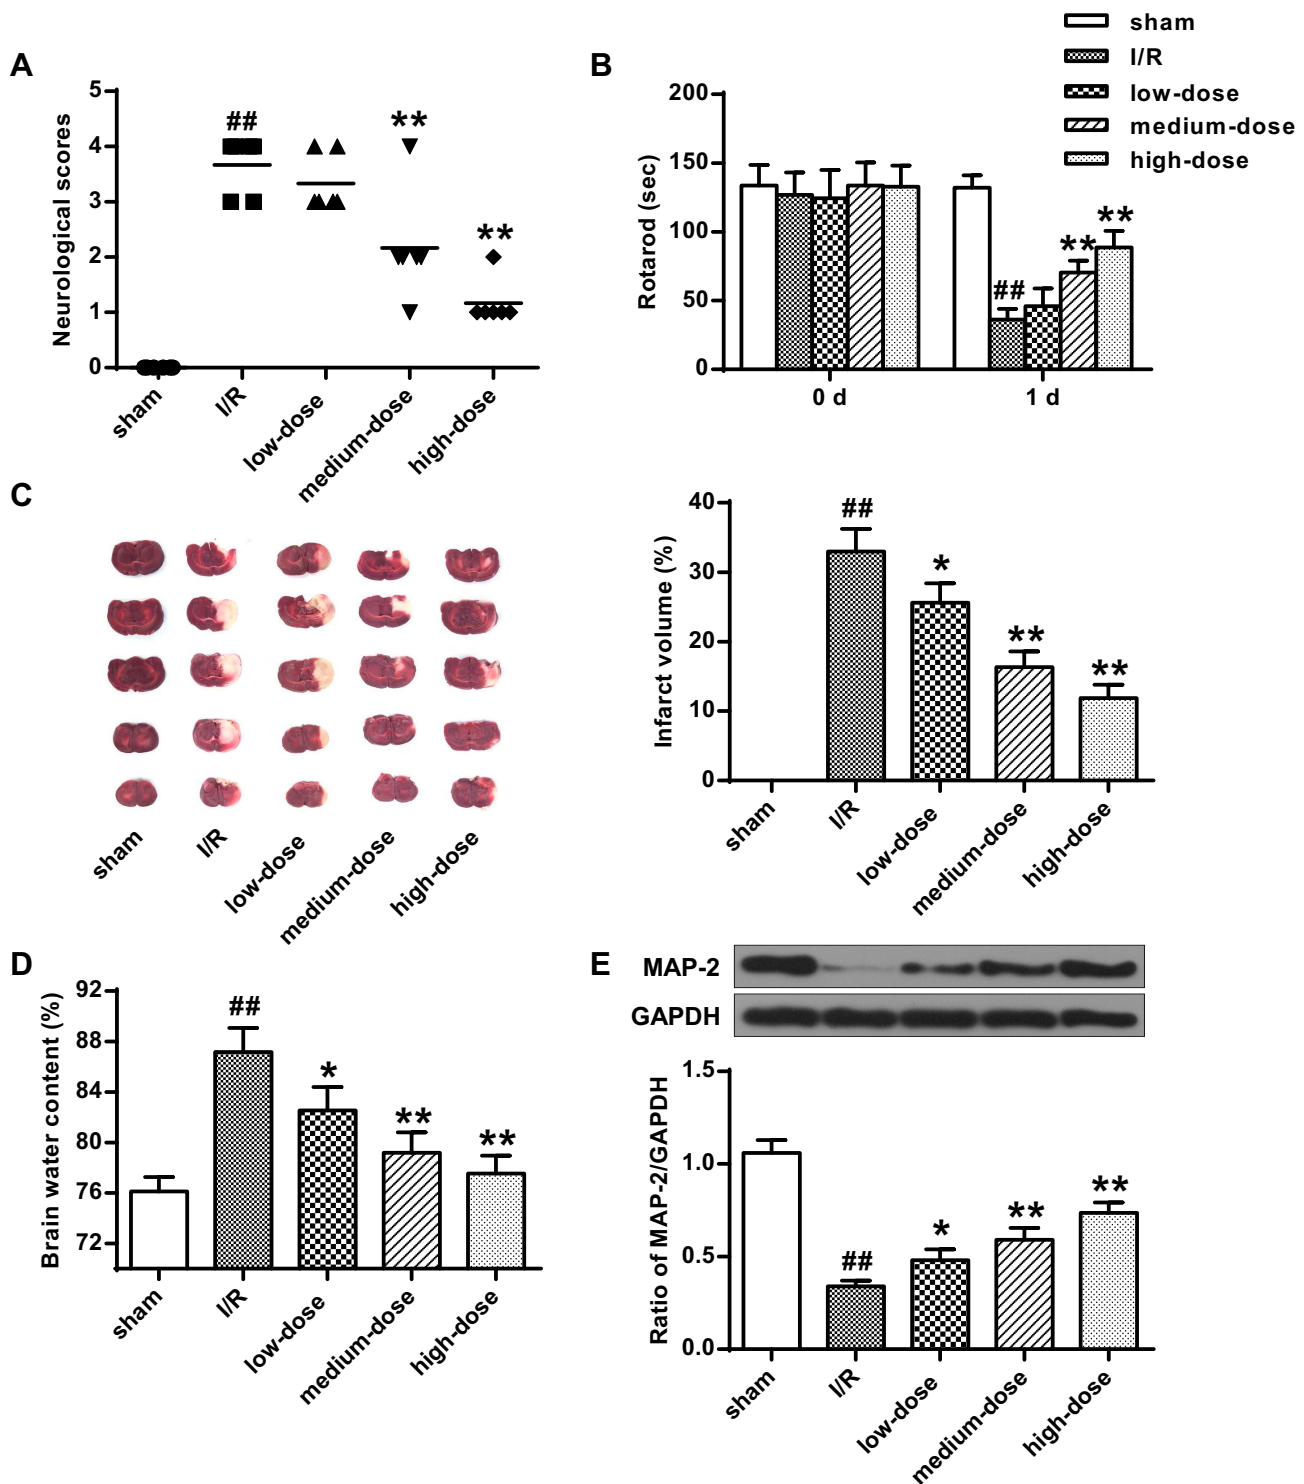 A
Neurological scores
5
4
3
2
1
0
##
**
**
sham
I/R
low-dose
medium-dose
high-dose
B
sham
I/R
low-dose
medium-dose
high-dose
Rotarod (sec)
200
150
100
50
0
##
**
**
0 d
1 d
C
sham
I/R
low-dose
medium-dose
high-dose
Infarct volume (%)
40
30
20
10
0
##
*
**
**
sham
I/R
low-dose
medium-dose
high-dose
D
Brain water content (%)
92
88
84
80
76
72
##
*
**
**
sham
I/R
low-dose
medium-dose
high-dose
E
MAP-2
GAPDH
Ratio of MAP-2/GAPDH
1.5
1.0
0.5
0.0
##
*
**
**
sham
I/R
low-dose
medium-dose
high-dose